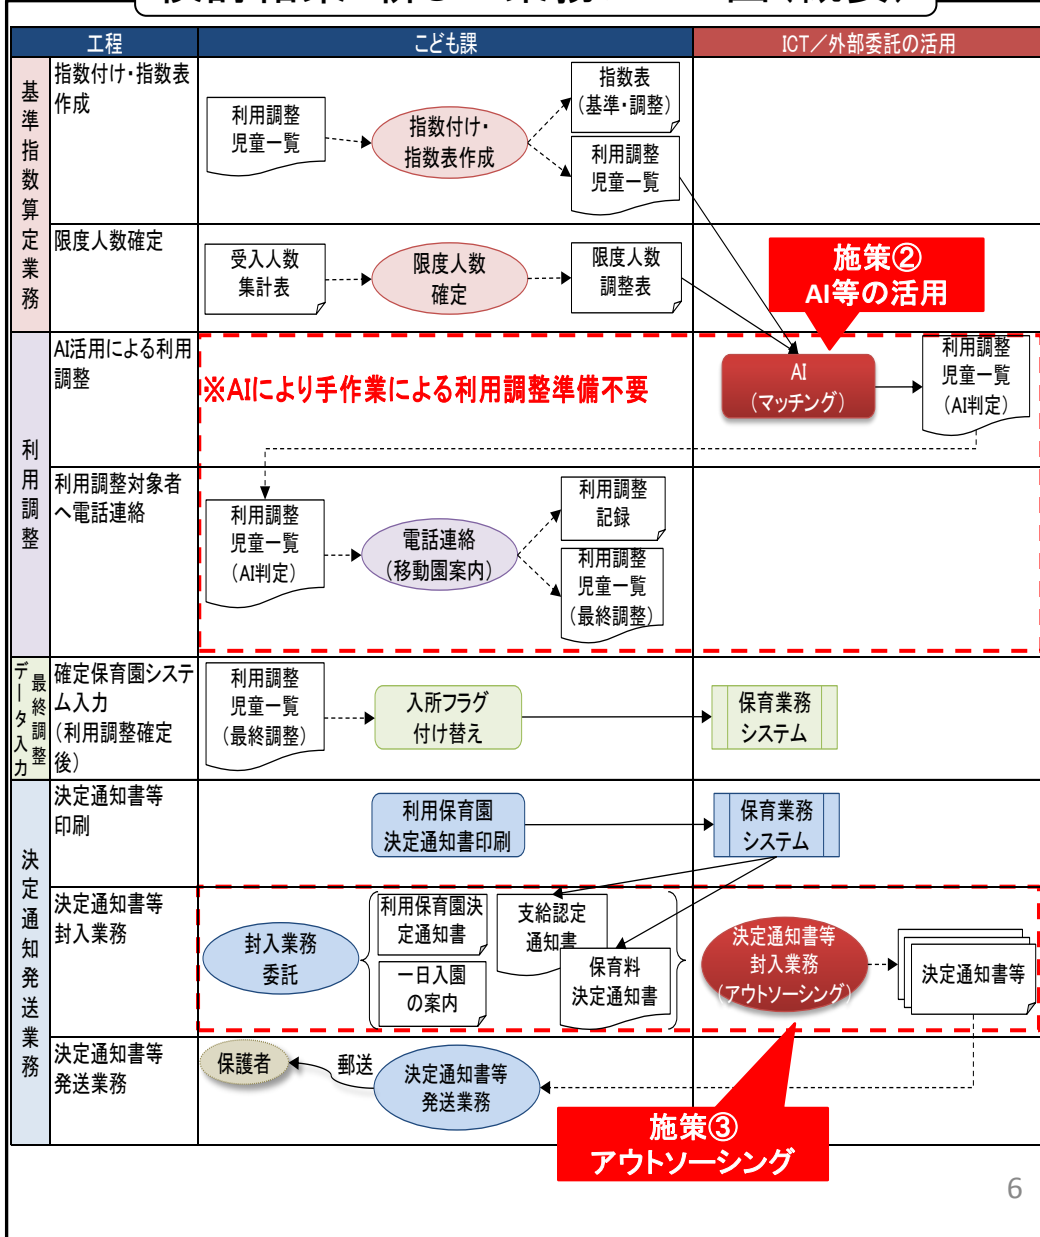 工程
こども課
ICT／外部委託の活用
基準指数算定業務
指数付け・指数表
作成
利用調整
児童一覧
指数付け・
指数表作成
指数表
（基準・調整）
利用調整
児童一覧
限度人数確定
受入人数
集計表
限度人数
確定
限度人数
調整表
施策②
AI等の活用
利用調整
AI活用による利用
調整
※AIにより手作業による利用調整準備不要
AI
（マッチング）
利用調整
児童一覧
（AI判定）
利用調整対象者
へ電話連絡
利用調整
児童一覧
（AI判定）
電話連絡
（移動園案内）
利用調整
記録
利用調整
児童一覧
（最終調整）
最終調整
データ入力
確定保育園システ
ム入力
（利用調整確定
後）
利用調整
児童一覧
（最終調整）
入所フラグ
付け替え
保育業務
システム
決定通知発送業務
決定通知書等
印刷
利用保育園
決定通知書印刷
保育業務
システム
決定通知書等
封入業務
封入業務
委託
利用保育園決
定通知書
一日入園
の案内
支給認定
通知書
保育料
決定通知書
決定通知書等
封入業務
（アウトソーシング）
決定通知書等
決定通知書等
発送業務
保護者
郵送
決定通知書等
発送業務
施策③
アウトソーシング
6